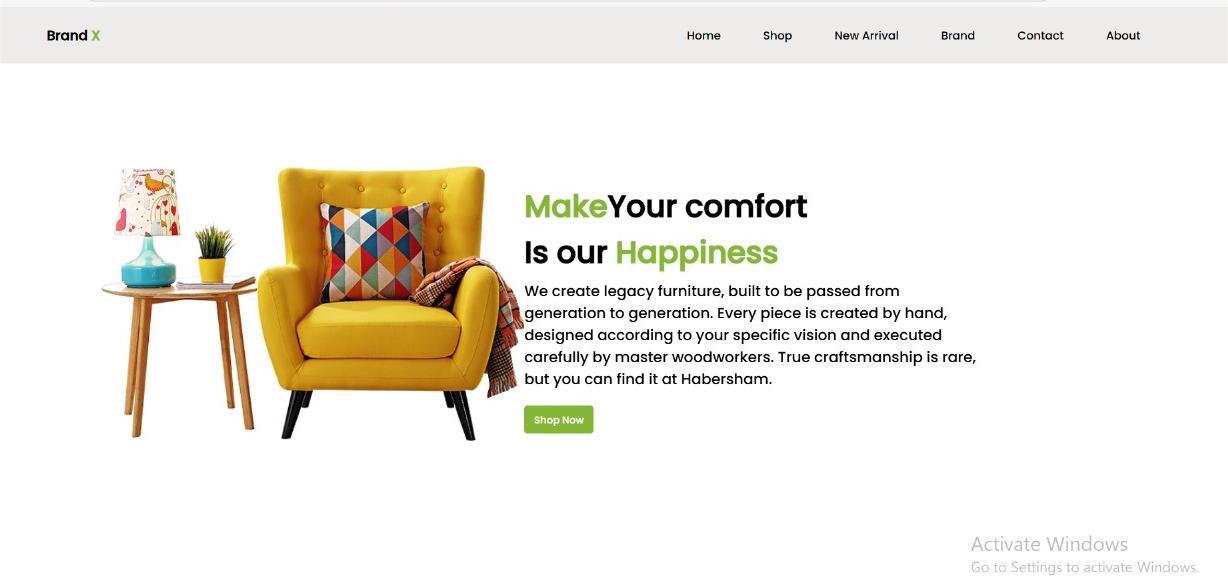 Brand X
Home Shop New Arrival Brand Contact About
MakeYour comfort
Is our Happiness
We create legacy furniture, built to be passed from
generation to generation. Every piece is created by hand,
designed according to your specific vision and executed
carefully by master woodworkers. True craftsmanship is rare,
but you can find it at Habersham.
Shop Now
Activate Windows
Go to Settings to activate Windows.